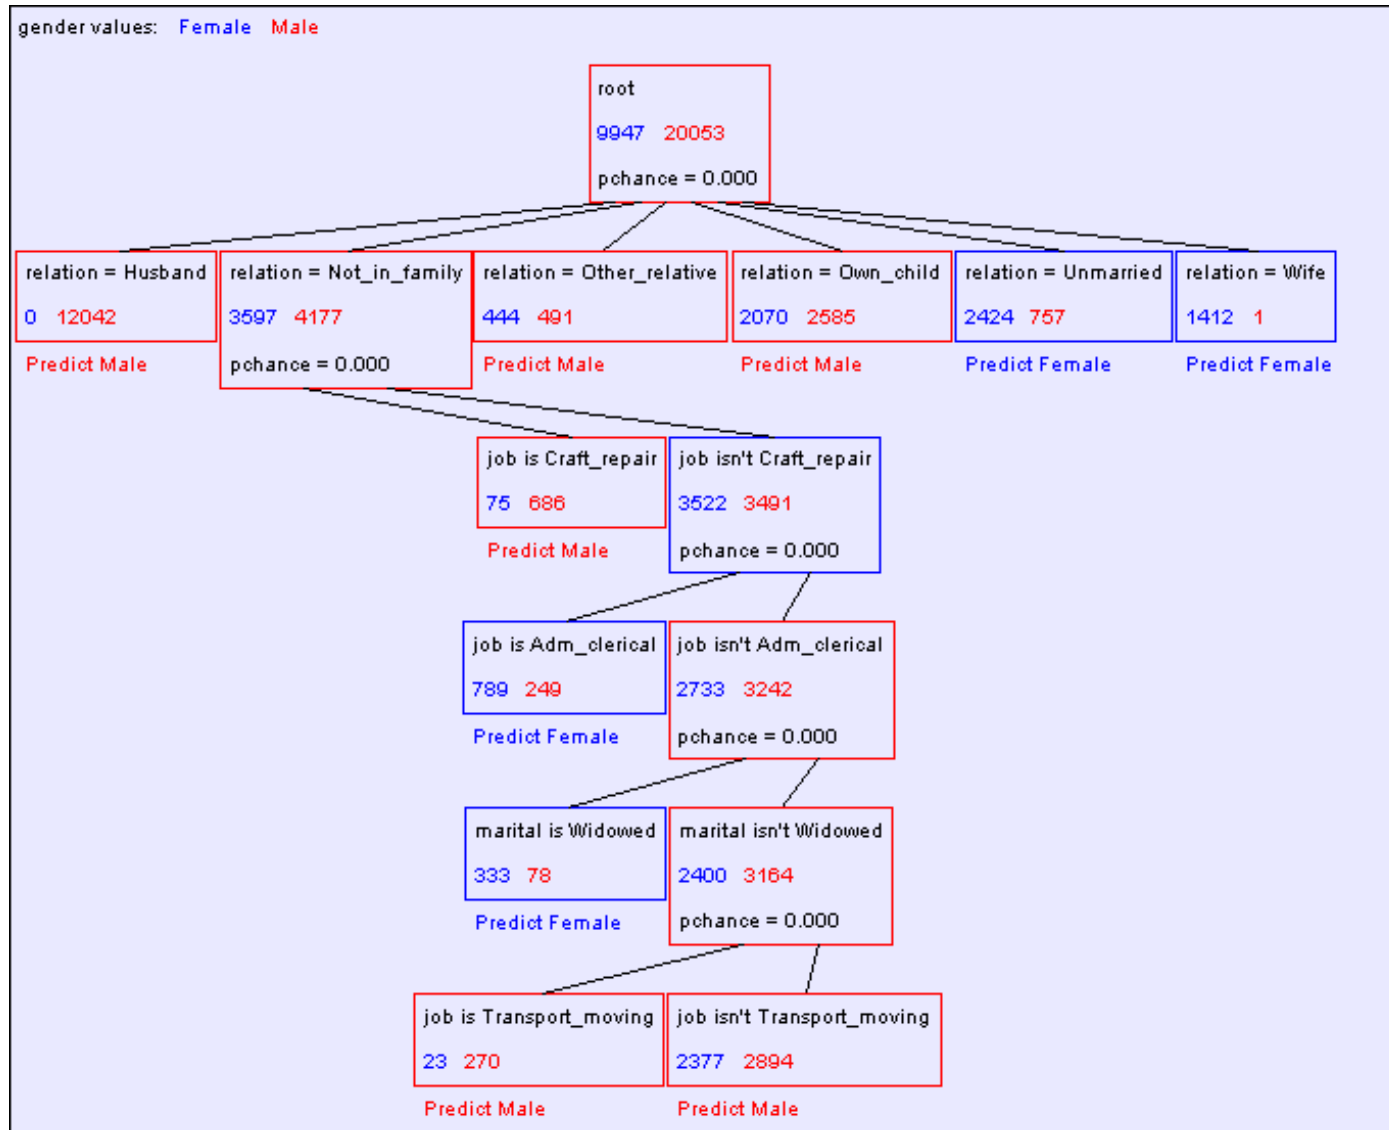 gender values: Female Male
root
9947 20053
pchance = 0.000
relation = Husband
0 12042
Predict Male
relation = Not_in_family
3597 4177
pchance = 0.000
relation = Other_relative
444 491
Predict Male
relation = Own_child
2070 2585
Predict Male
relation = Unmarried
2424 757
Predict Female
relation = Wife
1412 1
Predict Female
job is Craft_repair
75 686
Predict Male
job isn't Craft_repair
3522 3491
pchance = 0.000
job is Adm_clerical
789 249
Predict Female
job isn't Adm_clerical
2733 3242
pchance = 0.000
marital is Widowed
333 78
Predict Female
marital isn't Widowed
2400 3164
pchance = 0.000
job is Transport_moving
23 270
Predict Male
job isn't Transport_moving
2377 2894
Predict Male